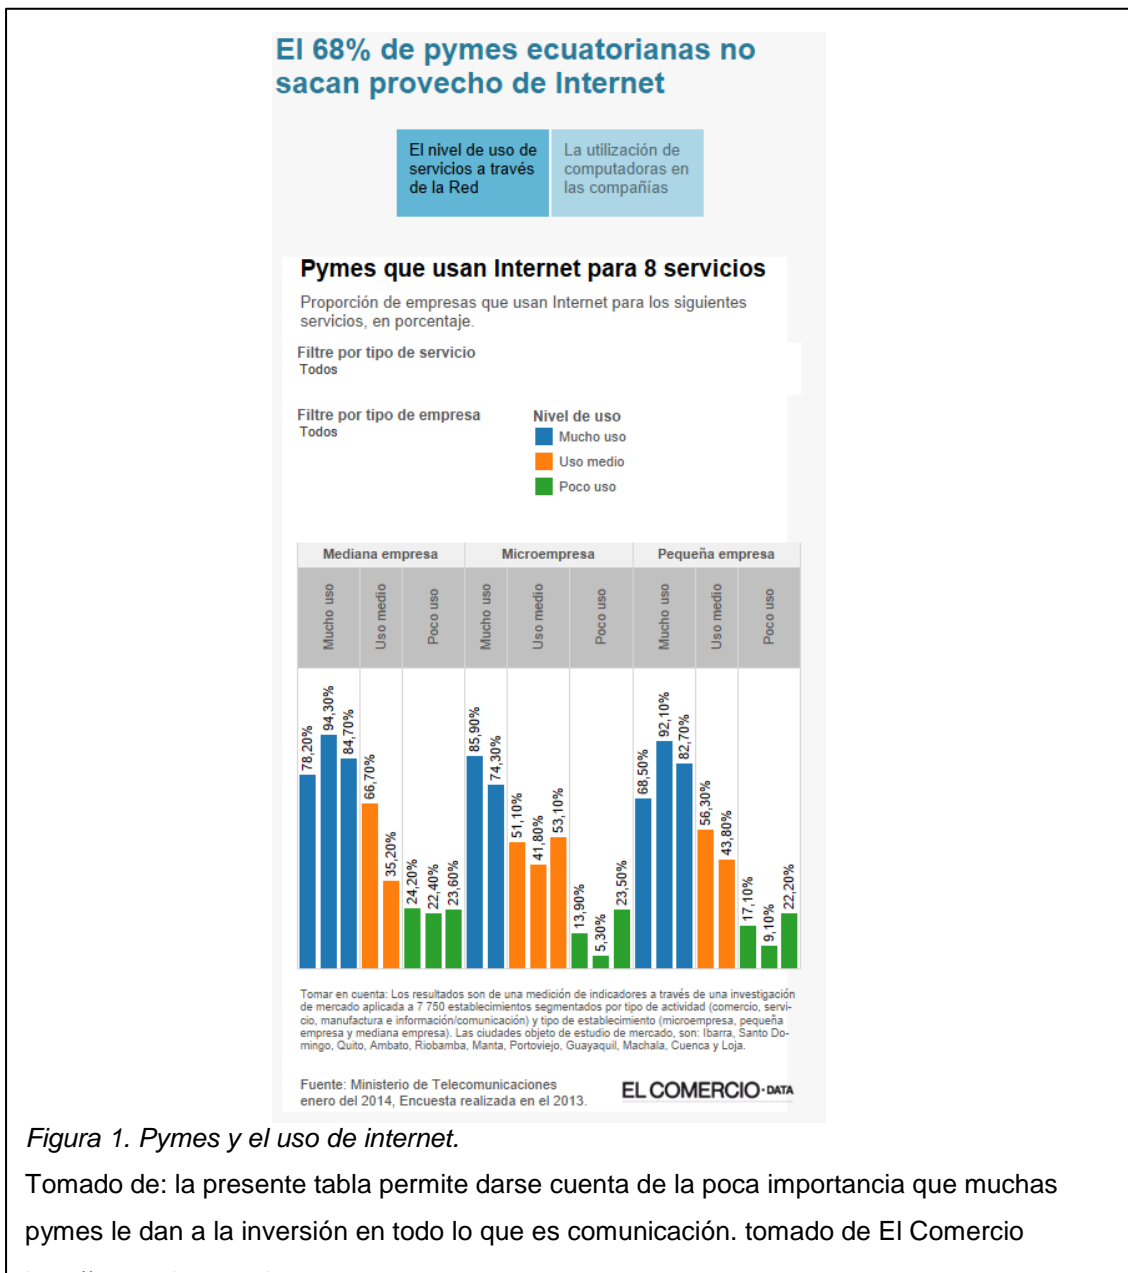 El 68% de pymes ecuatorianas no
sacan provecho de Internet
El nivel de uso de
servicios a través
de la Red
La utilización de
computadoras en
las compañías
Pymes que usan Internet para 8 servicios
Proporción de empresas que usan Internet para los siguientes
servicios, en porcentaje.
Filtre por tipo de servicio
Todos
Filtre por tipo de empresa
Todos
Nivel de uso
Mucho uso
Uso medio
Poco uso
Mediana empresa Microempresa Pequeña empresa
Mucho uso Uso medio Poco uso Mucho uso Uso medio Poco uso Mucho uso Uso medio Poco uso
78,20% 94,30% 84,70% 66,70% 35,20% 24,20% 22,40% 23,60% 85,90% 74,30% 51,10% 41,80% 53,10% 13,90% 5,30% 23,50% 68,50% 92,10% 82,70% 56,30% 43,80% 17,10% 9,10% 22,20%
Tomar en cuenta: Los resultados son de una medición de indicadores a través de una investigación
de mercado aplicada a 7 750 establecimientos segmentados por tipo de actividad (comercio, servi-
cio, manufactura e información/comunicación) y tipo de establecimiento (microempresa, pequeña
empresa y mediana empresa). Las ciudades objeto de estudio de mercado, son: Ibarra, Santo Do-
mingo, Quito, Ambato, Riobamba, Manta, Portoviejo, Guayaquil, Machala, Cuenca y Loja.
Fuente: Ministerio de Telecomunicaciones
enero del 2014, Encuesta realizada en el 2013.
EL COMERCIO·DATA
Figura 1. Pymes y el uso de internet.
Tomado de: la presente tabla permite darse cuenta de la poca importancia que muchas
pymes le dan a la inversión en todo lo que es comunicación. tomado de El Comercio